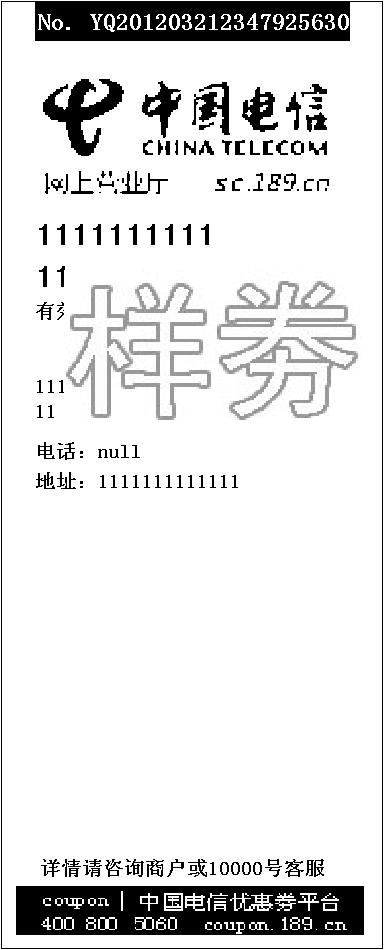 No. YQ201203212347925630
中国电信
CHINA TELECOM
网上营业厅 sc.189.cn
1111111111
11
有
样券
111
11
电话：null
地址：1111111111111
详情请咨询商户或10000号客服
coupon | 中国电信优惠券平台
400 800 5060 coupon.189.cn